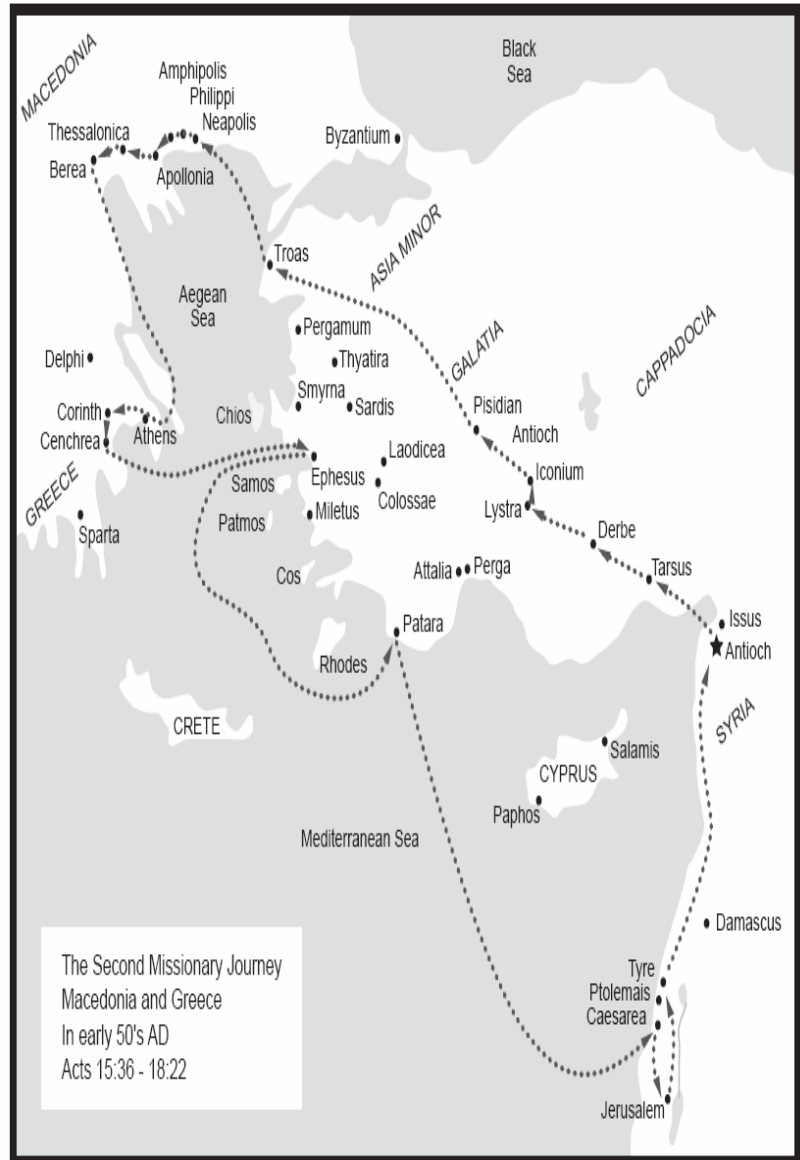 MACEDONIA
Black
Sea
Amphipolis
Philippi
Neapolis
Thessalonica
Byzantium
Berea
Apollonia
ASIA MINOR
Troas
Aegean
Sea
Pergamum
GALATIA
CAPPADOCIA
Delphi
Thyatira
Smyrna
Sardis
Corinth
Chios
Pisidian
Antioch
Cenchrea
Athens
Laodicea
Iconium
GREECE
Samos
Ephesus
Colossae
Lystra
Sparta
Patmos
Miletus
Derbe
Cos
Attalia
Perga
Tarsus
Patara
Issus
Antioch
Rhodes
SYRIA
CRETE
Salamis
CYPRUS
Paphos
Mediterranean Sea
Damascus
Tyre
Ptolemais
Caesarea
Jerusalem
The Second Missionary Journey
Macedonia and Greece
In early 50's AD
Acts 15:36 - 18:22